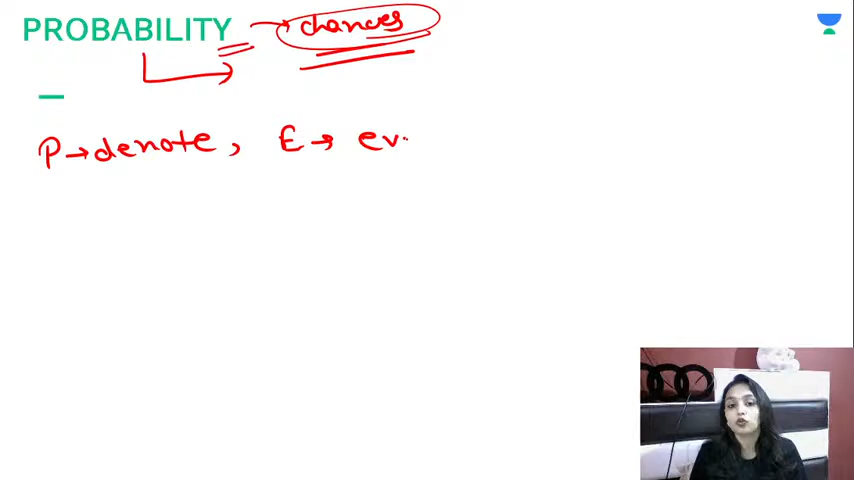 PROBABILITY → chances
P → denote, E → ev